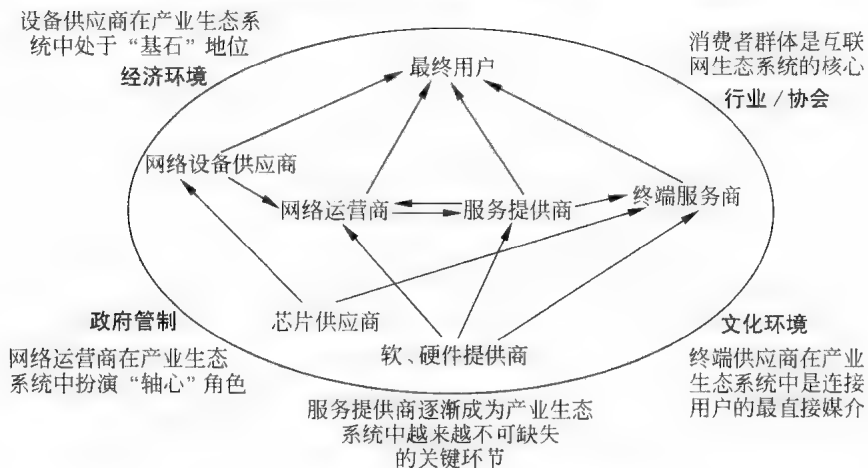 设备供应商在产业生态系
统中处于“基石”地位
经济环境
消费者群体是互联
网生态系统的核心
行业/协会
最终用户
网络设备供应商
网络运营商
服务提供商
终端服务商
芯片供应商
软、硬件提供商
政府管制
网络运营商在产业生态
系统中扮演“轴心”角色
文化环境
终端供应商在产业
生态系统中是连接
用户的最直接媒介
服务提供商逐渐成为产业生态
系统中越来越不可缺失
的关键环节